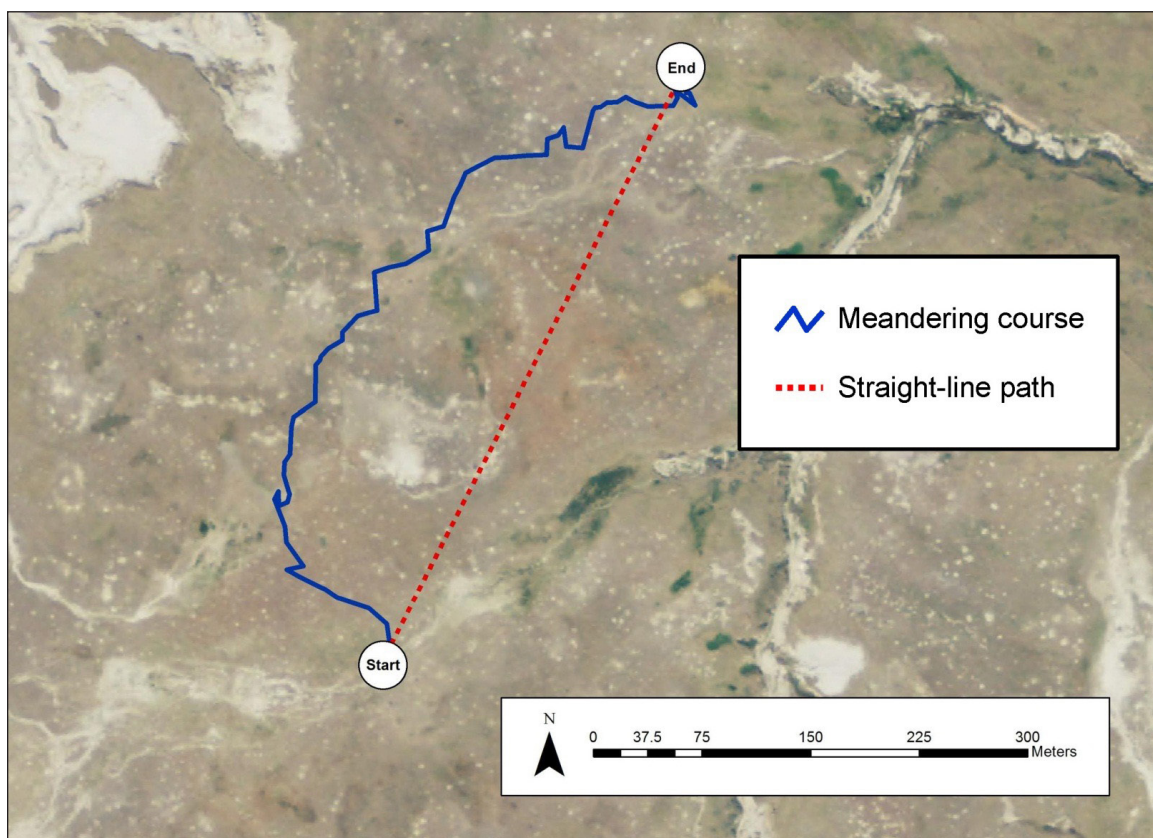 End
Meandering course
Straight-line path
Start
N
0 37.5 75 150 225 300
Meters